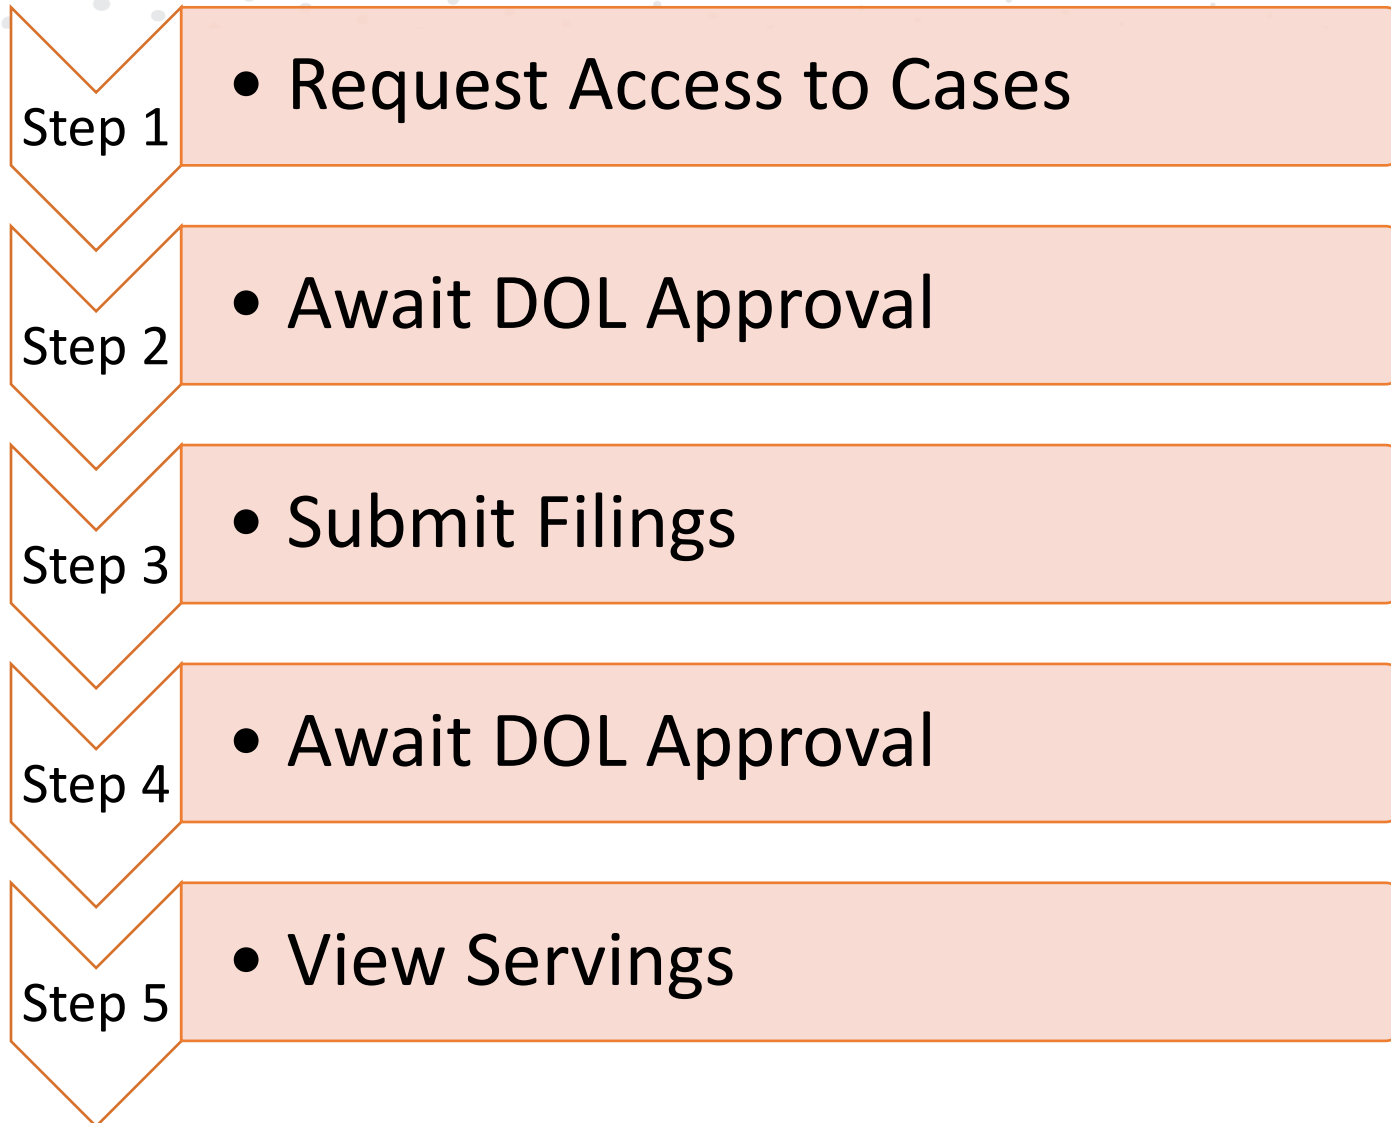 Step 1
• Request Access to Cases
Step 2
• Await DOL Approval
Step 3
• Submit Filings
Step 4
• Await DOL Approval
Step 5
• View Servings